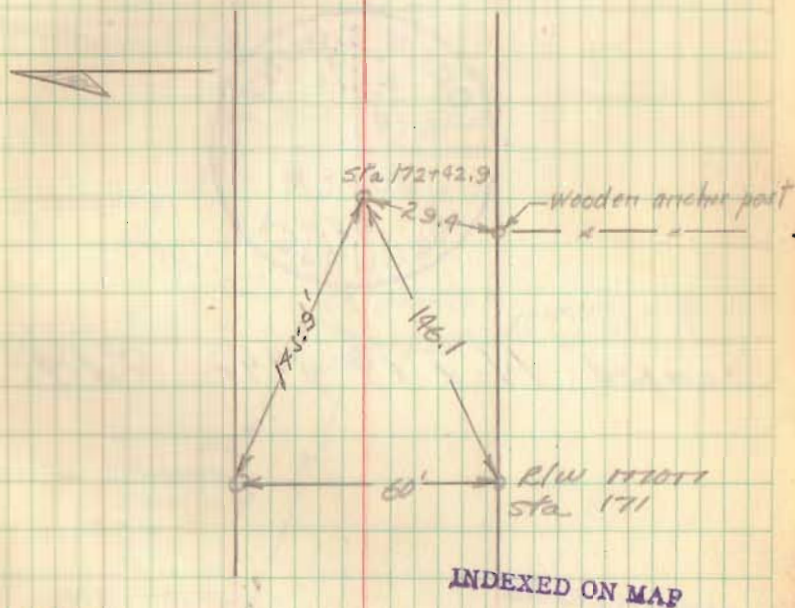 sta 172+42.9
29.4
wooden anchor post
145.9'
146.1
60'
R/W mon
sta 171
INDEXED ON MAP